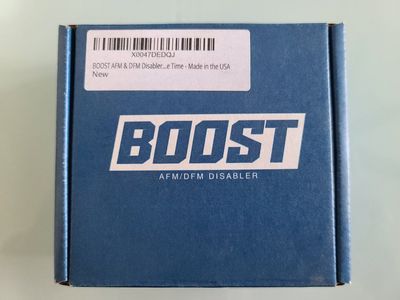 X0047DEDQJ
BOOST AFM & DFM Disabler...e Time - Made in the USA
New
BOOST
AFM/DFM DISABLER